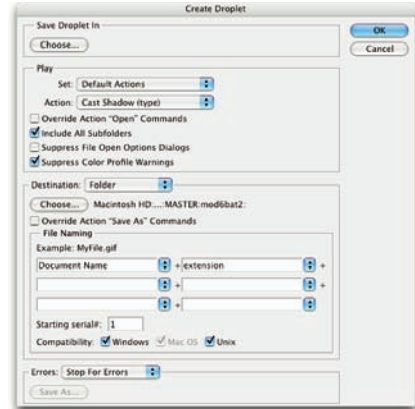 Create Droplet
Save Droplet In
Choose...
OK
Cancel
Play
Set: Default Actions
Action: Cast Shadow (type)
Override Action "Open" Commands
Include All Subfolders
Suppress File Open Options Dialogs
Suppress Color Profile Warnings
Destination: Folder
Choose... Macintosh HD:...:MASTER:mod6bat2:
Override Action "Save As" Commands
File Naming
Example: MyFile.gif
Document Name + extension +
+ +
+
Starting serial#: 1
Compatibility: Windows Mac OS Unix
Errors: Stop For Errors
Save As...